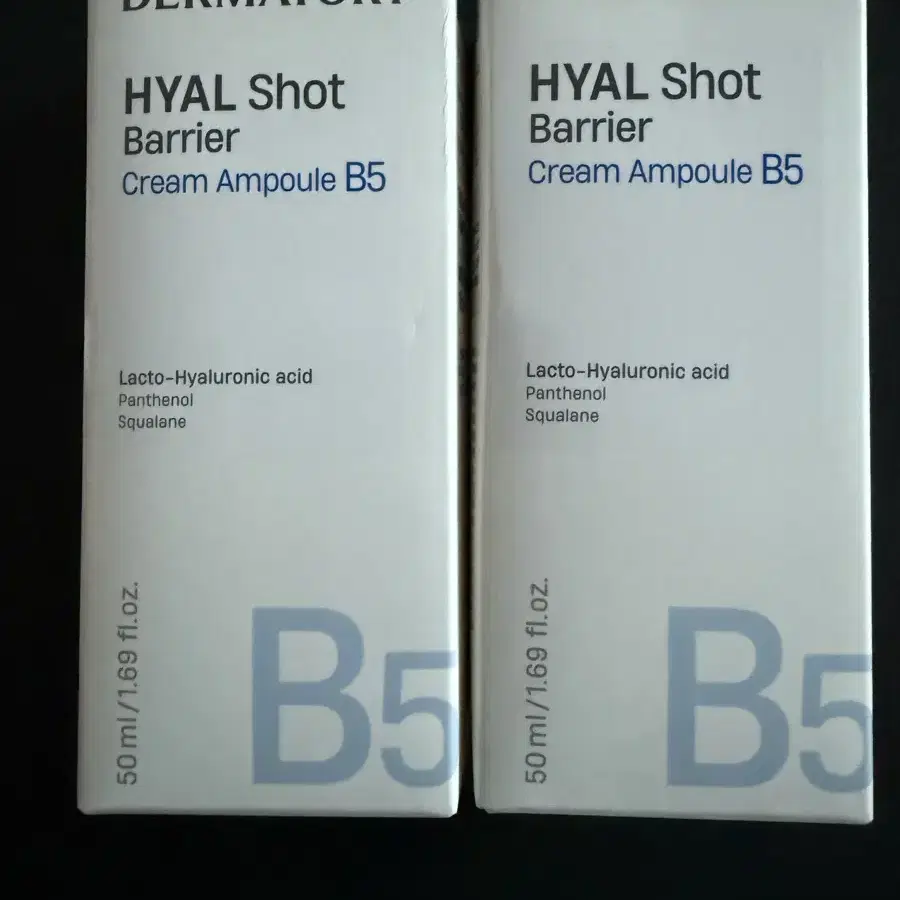 DERMATORY
HYAL Shot
Barrier
Cream Ampoule B5
Lacto-Hyaluronic acid
Panthenol
Squalane
50 ml / 1.69 fl.oz.
B5
HYAL Shot
Barrier
Cream Ampoule B5
Lacto-Hyaluronic acid
Panthenol
Squalane
50 ml / 1.69 fl.oz.
B5